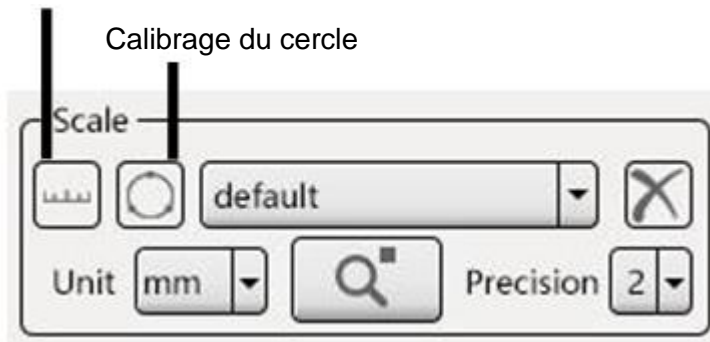 Calibrage du cercle
Scale
default
Unit mm Precision 2